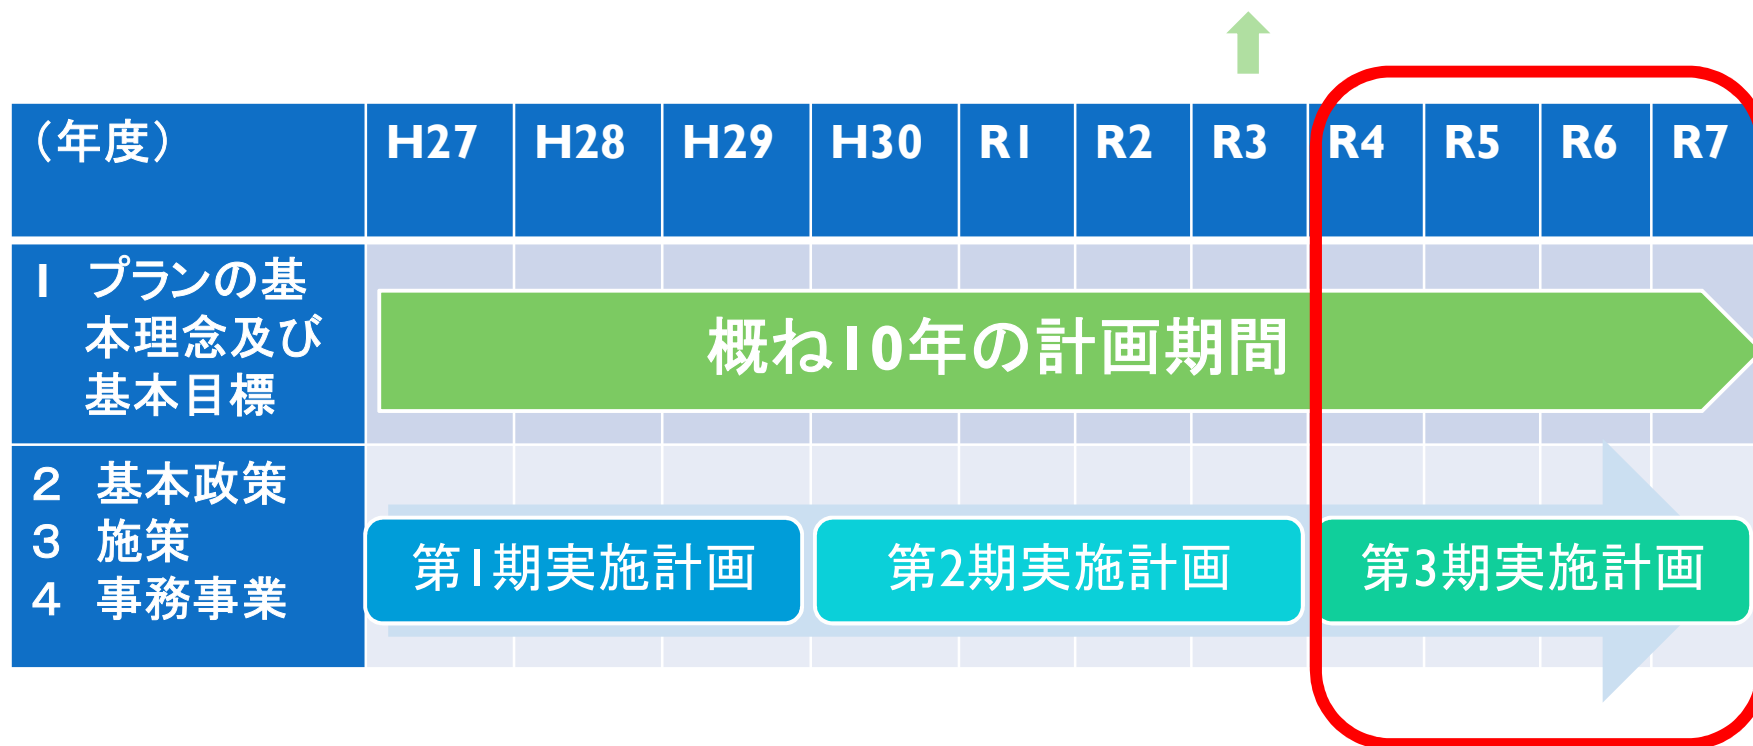 （年度）
H27
H28
H29
H30
R1
R2
R3
R4
R5
R6
R7
1　プランの基
本理念及び
基本目標
概ね10年の計画期間
２　基本政策
３　施策
４　事務事業
第1期実施計画
第2期実施計画
第3期実施計画